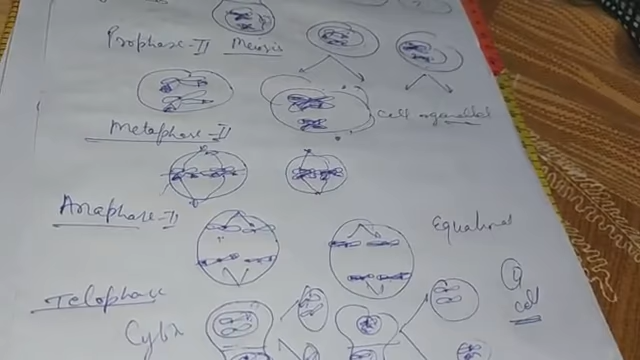 Prophase-II Meiosis
cell organelles
Metaphase-II
Anaphase-II
Equational
Telophase
4
cell